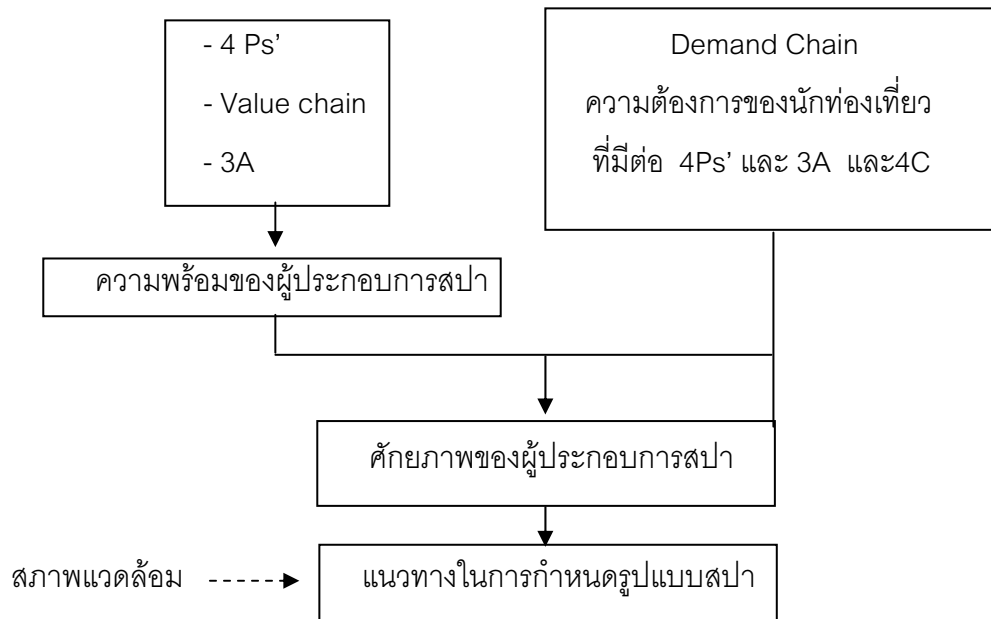 - 4 Ps’
- Value chain
- 3A
Demand Chain
ความต้องการของนักท่องเที่ยว
ที่มีต่อ 4Ps’ และ 3A และ4C
ความพร้อมของผู้ประกอบการสปา
ศักยภาพของผู้ประกอบการสปา
สภาพแวดล้อม
แนวทางในการกำหนดรูปแบบสปา